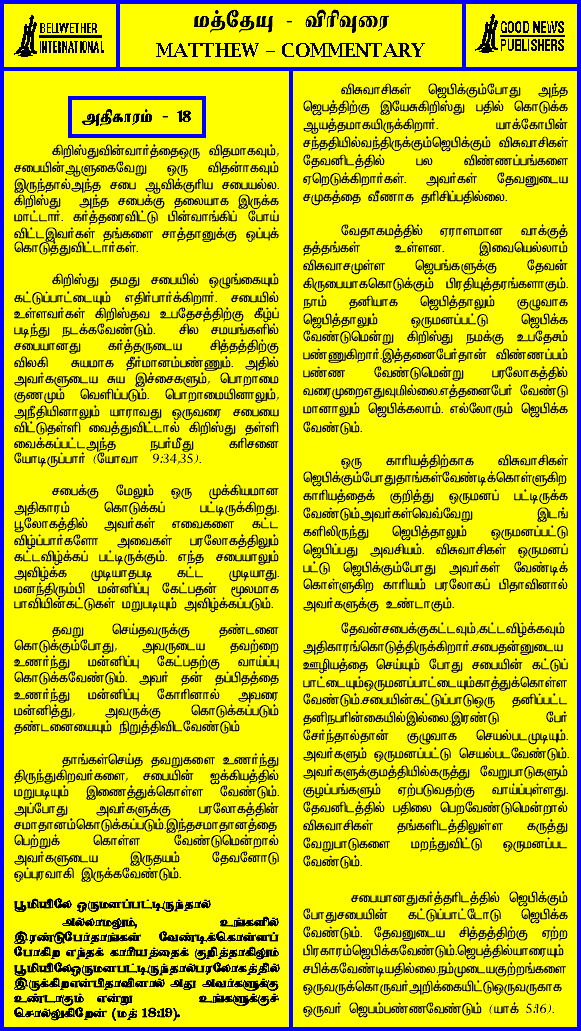 BELWETHER
INTERNATIONAL
மத்தேயு - விரிவுரை
MATTHEW – COMMENTARY
GOOD NEWS
PUBLISHERS
அதிகாரம் - 18
கிறிஸ்துவின்வார்த்தைஒரு விதமாகவும்,
சபையின்ஆளுகைவேறு ஒரு விதன்ாகவும்
இருந்தால்அந்த சபை ஆவிக்குரிய சபையல்ல.
கிறிஸ்து அந்த சபைக்கு தலையாக இருக்க
மாட்டார். கர்த்தரைவிட்டு பின்வாங்கிப் போய்
விட்டஇவர்கள் தங்களை சாத்தானுக்கு ஒப்புக்
கொடுத்துவிட்டார்கள்.
கிறிஸ்து தமது சபையில் ஒழுங்கையும்
கட்டுப்பாட்டையும் எதிர்பார்க்கிறார். சபையில்
உள்ளவர்கள் கிறிஸ்தவ உபதேசத்திற்கு கீழ்ப்
படிந்து நடக்கவேண்டும். சில சமயங்களில்
சபையானது கர்த்தருடைய சித்தத்திற்கு
விலகி சுயமாக தீர்மானம்பண்ணும். அதில்
அவர்களுடைய சுய இச்சைகளும், பொறாமை
குணமும் வெளிப்படும். பொறாமையினாலும்,
அநீதியினாலும் யாராவது ஒருவரை சபையை
விட்டுதள்ளி வைத்துவிட்டால் கிறிஸ்து தள்ளி
வைக்கப்பட்ட அந்த நபர்மீது கரிசனை
யோடிருப்பார் (யோவா 9:34,35).
சபைக்கு மேலும் ஒரு முக்கியமான
அதிகாரம் கொடுக்கப் பட்டிருக்கிறது.
பூலோகத்தில் அவர்கள் எவைகளை கட்ட
விழ்ப்பார்களோ அவைகள் பரலோகத்திலும்
கட்டவிழ்க்கப் பட்டிருக்கும். எந்த சபையாலும்
அவிழ்க்க முடியாதபடி கட்ட முடியாது.
மனந்திரும்பி மன்னிப்பு கேட்பதன் மூலமாக
பாவியின்கட்டுகள் மறுபடியும் அவிழ்க்கப்படும்.
தவறு செய்தவருக்கு தண்டனை
கொடுக்கும்போது, அவருடைய தவற்றை
உணர்ந்து மன்னிப்பு கேட்பதற்கு வாய்ப்பு
கொடுக்கவேண்டும். அவர் தன் தப்பிதத்தை
உணர்ந்து மன்னிப்பு கோரினால் அவரை
மன்னித்து, அவருக்கு கொடுக்கப்படும்
தண்டனையையும் நிறுத்திவிடவேண்டும்
தாங்கள்செய்த தவறுகளை உணர்ந்து
திருந்துகிறவர்களை, சபையின் ஐக்கியத்தில்
மறுபடியும் இணைத்துக்கொள்ள வேண்டும்.
அப்போது அவர்களுக்கு பரலோகத்தின்
சமாதானம்கொடுக்கப்படும்.இந்தசமாதானத்தை
பெற்றுக் கொள்ள வேண்டுமென்றால்
அவர்களுடைய இருதயம் தேவனோடு
ஒப்புரவாகி இருக்கவேண்டும்.
பூமியிலே ஒருமனப்பட்டிருந்தால்
அல்லாமலும், உங்களில்
இரண்டுபேர்தாங்கள் வேண்டிக்கொள்ளப்
போகிற எந்தக் காரியத்தைக் குறித்தாகிலும்
பூமியிலேஒருமனபட்டிருந்தால்பரலோகத்தில்
இருக்கிறஎன்பிதாவினால் அது அவர்களுக்கு
உண்டாகும் என்று உங்களுக்குச்
சொல்லுகிறேன் (மத் 18:19).
விசுவாசிகள் ஜெபிக்கும்போது அந்த
ஜெபத்திற்கு இயேசுகிறிஸ்து பதில் கொடுக்க
ஆயத்தமாகயிருக்கிறார். யாக்கோபின்
சந்ததியில்வந்திருக்கும்ஜெபிக்கும் விசுவாசிகள்
தேவனிடத்தில் பல விண்ணப்பங்களை
ஏறெடுக்கிறார்கள். அவர்கள் தேவனுடைய
சமுகத்தை வீணாக தரிசிப்பதில்லை.
வேதாகமத்தில் ஏராளமான வாக்குத்
தத்தங்கள் உள்ளன. இவையெல்லாம்
விசுவாசமுள்ள ஜெபங்களுக்கு தேவன்
கிருபையாககொடுக்கும் பிரதியுத்தரங்களாகும்.
நாம் தனியாக ஜெபித்தாலும் குழுவாக
ஜெபித்தாலும் ஒருமனப்பட்டு ஜெபிக்க
வேண்டுமென்று கிறிஸ்து நமக்கு உபதேசம்
பண்ணுகிறார்.இத்தனைபேர்தான் விண்ணப்பம்
பண்ண வேண்டுமென்று பரலோகத்தில்
வரைமுறைஎதுவுமில்லை.எத்தனைபேர் வேண்டு
மானாலும் ஜெபிக்கலாம். எல்லோரும் ஜெபிக்க
வேண்டும்.
ஒரு காரியத்திற்காக விசுவாசிகள்
ஜெபிக்கும்போதுதாங்கள்வேண்டிக்கொள்ளுகிற
காரியத்தைக் குறித்து ஒருமனப் பட்டிருக்க
வேண்டும்அவர்கள்வெவ்வேறு இடங்
களிலிருந்து ஜெபித்தாலும் ஒருமனப்பட்டு
ஜெபிப்பது அவசியம். விசுவாசிகள் ஒருமனப்
பட்டு ஜெபிக்கும்போது அவர்கள் வேண்டிக்
கொள்ளுகிற காரியம் பரலோகப் பிதாவினால்
அவர்களுக்கு உண்டாகும்.
தேவன்சபைக்குகட்டவும்,கட்டவிழ்க்கவும்
அதிகாரங்கொடுத்திருக்கிறார்.சபைதன்னுடைய
ஊழியத்தை செய்யும் போது சபையின் கட்டுப்
பாட்டையும்ஒருமனப்பாட்டையும்காத்துக்கொள்ள
வேண்டும்.சபையின்கட்டுப்பாடுஒரு தனிப்பட்ட
தனிநபரின்கையில்இல்லை.இரண்டு பேர்
சேர்ந்தால்தான் குழுவாக செயல்படமுடியும்.
அவர்களும் ஒருமனப்பட்டு செயல்படவேண்டும்.
அவர்களுக்குமத்தியில்கருத்து வேறுபாடுகளும்
குழப்பங்களும் ஏற்படுவதற்கு வாய்ப்புள்ளது.
தேவனிடத்தில் பதிலை பெறவேண்டுமென்றால்
விசுவாசிகள் தங்களிடத்திலுள்ள கருத்து
வேறுபாடுகளை மறந்துவிட்டு ஒருமனப்பட
வேண்டும்.
சபையானதுகர்த்தரிடத்தில் ஜெபிக்கும்
போதுசபையின் கட்டுப்பாட்டோடு ஜெபிக்க
வேண்டும். தேவனுடைய சித்தத்திற்கு ஏற்ற
பிரகாரம்ஜெபிக்கவேண்டும்.ஜெபத்தில்யாரையும்
சபிக்கவேண்டியதில்லை.நம்முடையகுற்றங்களை
ஒருவருக்கொருவர்அறிக்கையிட்டுஒருவருகாக
ஒருவர் ஜெபம்பண்ணவேண்டும் (யாக் 5:16).